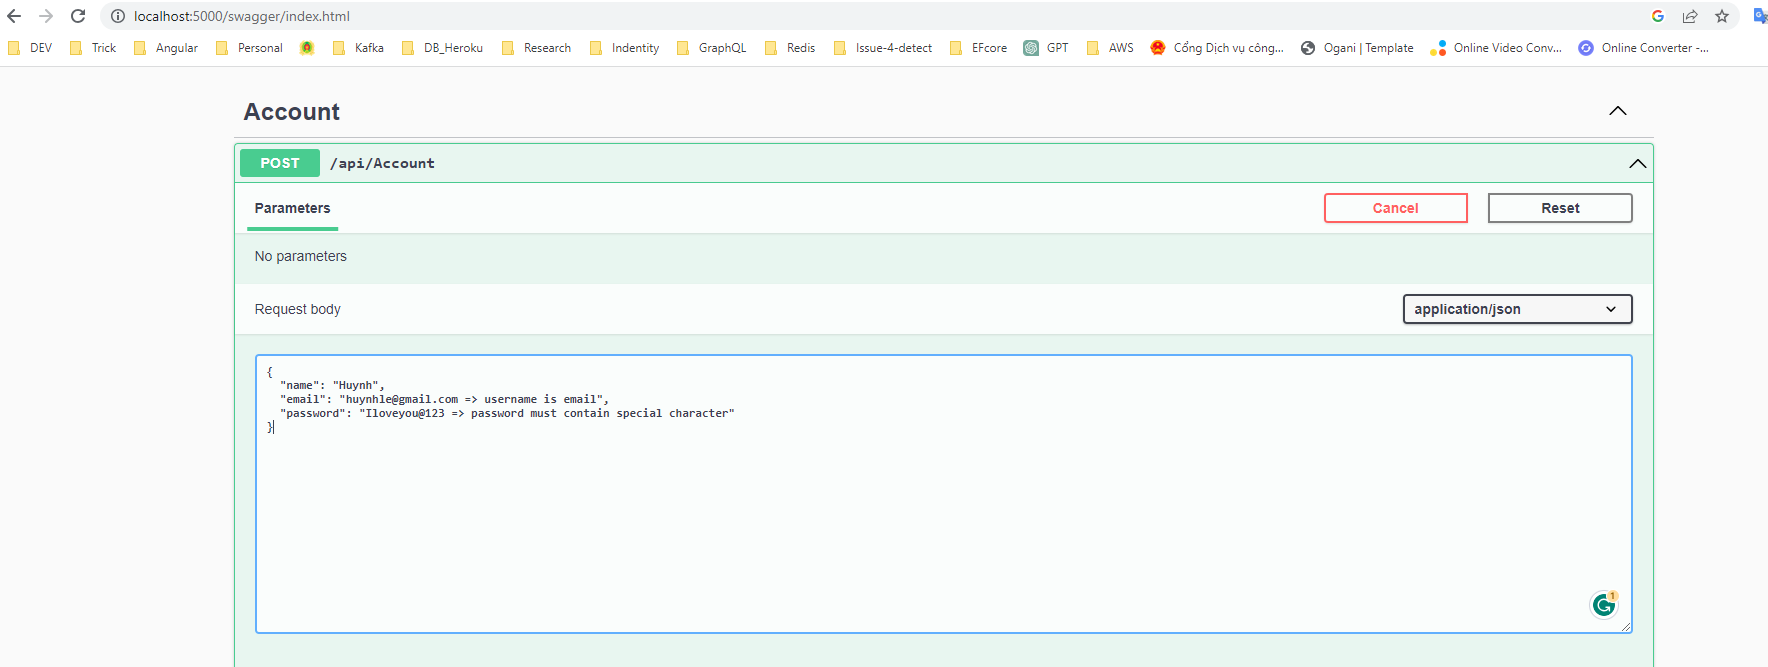 localhost:5000/swagger/index.html
DEV Trick Angular Personal Kafka DB_Heroku Research Indentity GraphQL Redis Issue-4-detect EFcore GPT AWS Cổng Dịch vụ công... Ogani | Template Online Video Conv... Online Converter -...
Account
POST /api/Account
Parameters Cancel Reset
No parameters
Request body application/json
{
"name": "Huynh",
"email": "huynhle@gmail.com => username is email",
"password": "Iloveyou@123 => password must contain special character"
}
1